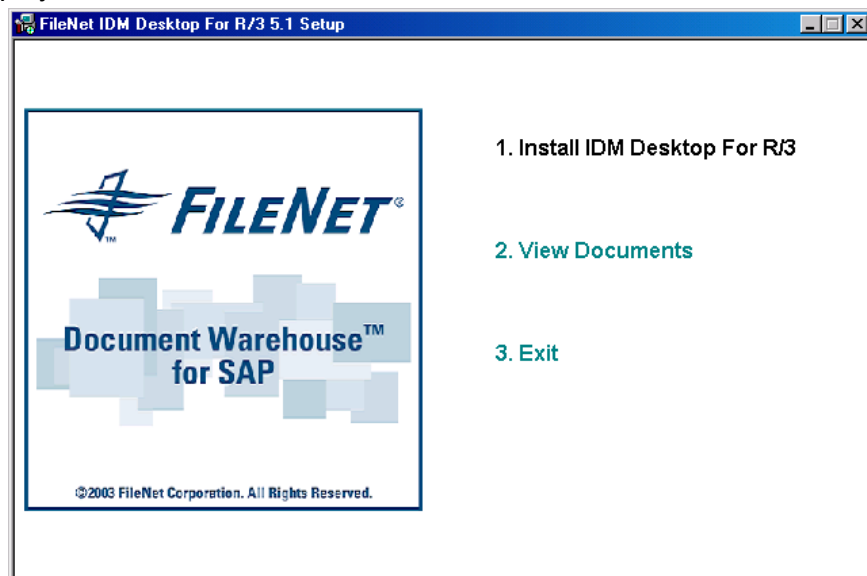 FileNet IDM Desktop For R/3 5.1 Setup
FILENET®
TM
Document Warehouse™
for SAP
©2003 FileNet Corporation. All Rights Reserved.
1. Install IDM Desktop For R/3
2. View Documents
3. Exit